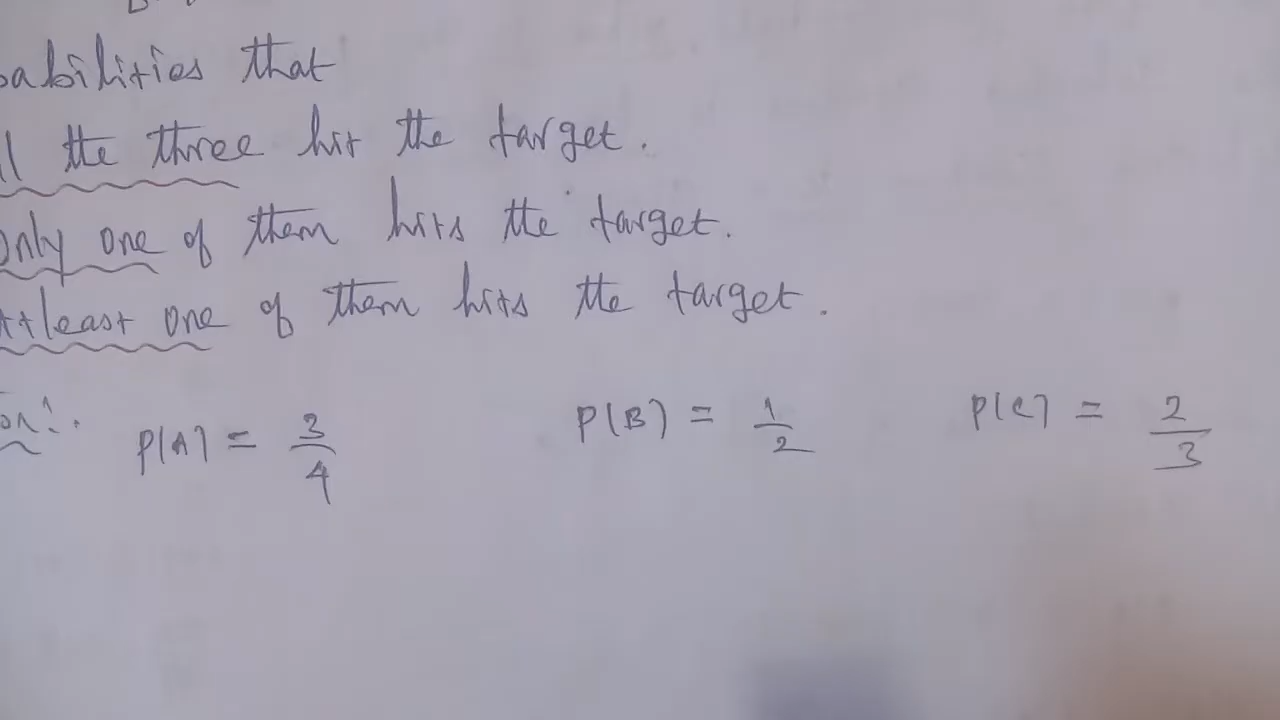 babilities that
ll the three hit the target.
Only one of them hits the target.
Atleast one of them hits the target.
on:. P(A) = 3/4 P(B) = 1/2 P(C) = 2/3